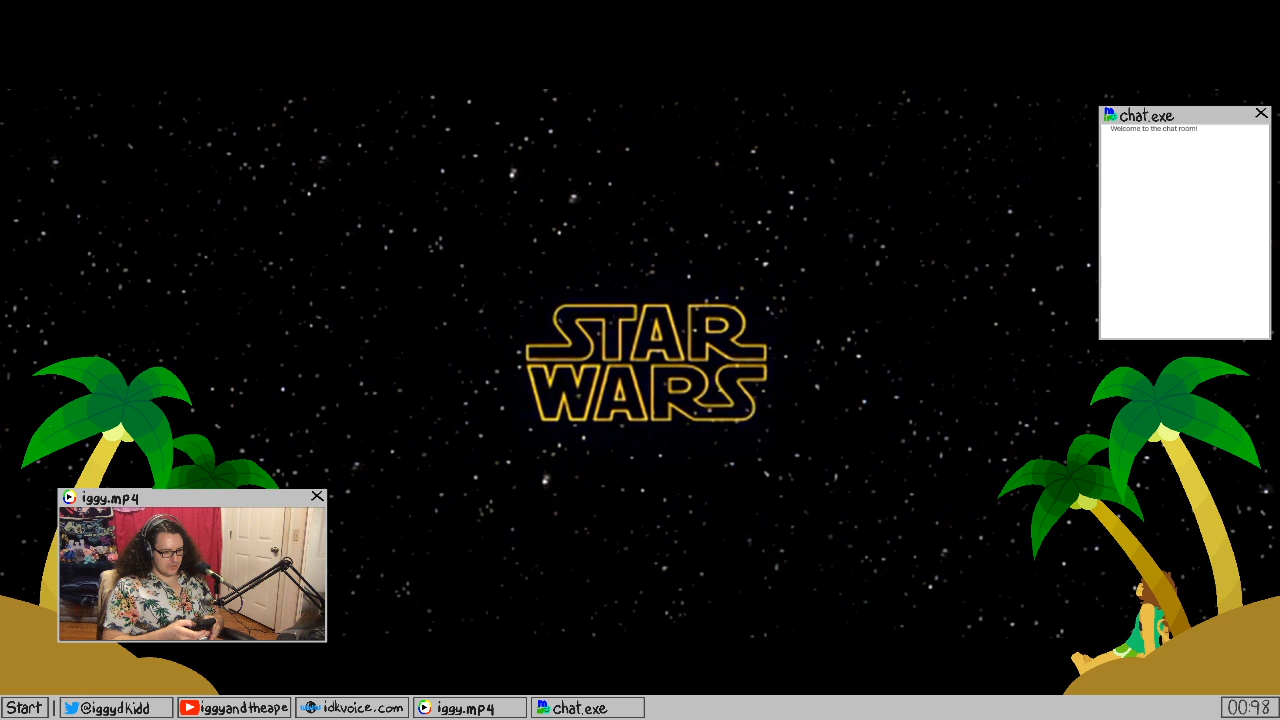 chat.exe
Welcome to the chat room!
STAR
WARS
iggy.mp4
Start | @iggydkidd iggyandtheape www idkvoice.com iggy.mp4 chat.exe 00:98